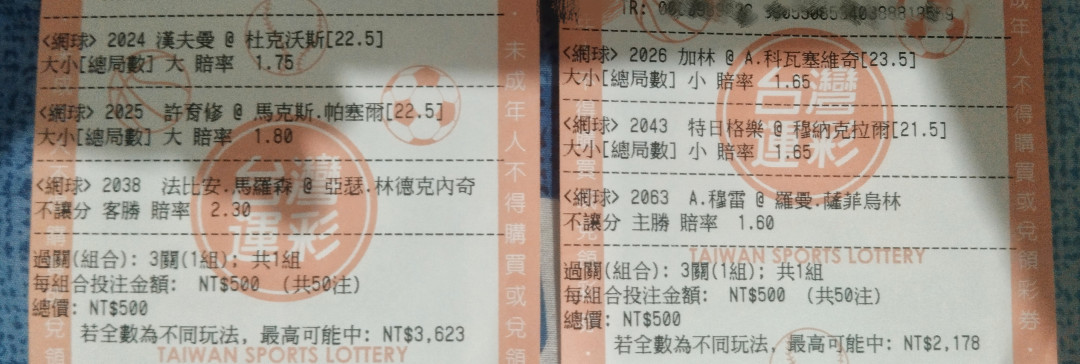 <網球> 2024 漢夫曼 @ 杜克沃斯[22.5]
大小[總局數] 大 賠率 1.75
<網球> 2025 許育修 @ 馬克斯.帕塞爾[22.5]
大小[總局數] 大 賠率 1.80
<網球> 2038 法比安.馬羅森 @ 亞瑟.林德克內奇
不讓分 客勝 賠率 2.30
過關(組合): 3關(1組); 共1組
每組合投注金額: NT$500 (共50注)
總價: NT$500
若全數為不同玩法, 最高可能中: NT$3,623
台灣運彩
TAIWAN SPORTS LOTTERY
未成年人不得購買或兌領
<網球> 2026 加林 @ A.科瓦塞維奇[23.5]
大小[總局數] 小 賠率 1.65
<網球> 2043 特日格樂 @ 穆納克拉爾[21.5]
大小[總局數] 小 賠率 1.65
<網球> 2063 A.穆雷 @ 羅曼.薩菲烏林
不讓分 主勝 賠率 1.60
過關(組合): 3關(1組); 共1組
每組合投注金額: NT$500 (共50注)
總價: NT$500
若全數為不同玩法, 最高可能中: NT$2,178
台灣運彩
TAIWAN SPORTS LOTTERY
成年人不得購買或兌領彩券